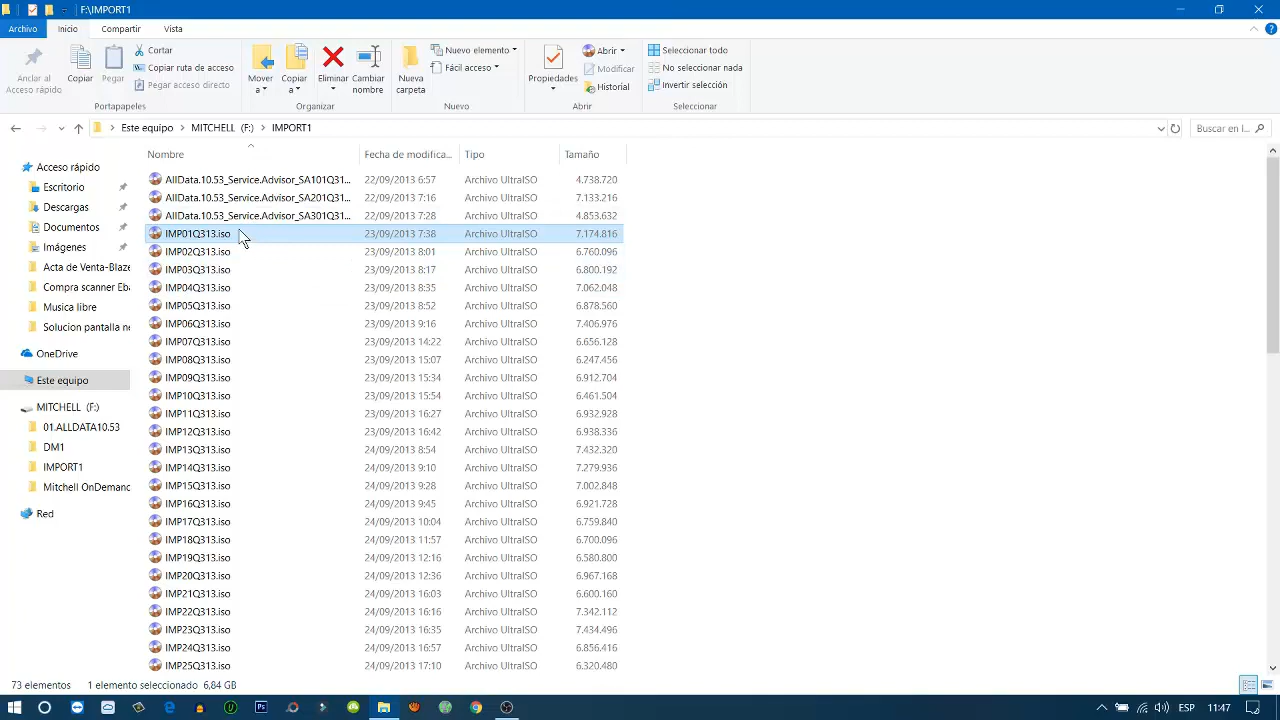 F:\IMPORT1
Archivo Inicio Compartir Vista
Anclar al Acceso rápido
Copiar
Pegar
Cortar
Copiar ruta de acceso
Pegar acceso directo
Portapapeles
Mover a
Copiar a
Eliminar
Cambiar nombre
Organizar
Nueva carpeta
Nuevo elemento
Fácil acceso
Nuevo
Propiedades
Abrir
Modificar
Historial
Abrir
Seleccionar todo
No seleccionar nada
Invertir selección
Seleccionar
Este equipo > MITCHELL (F:) > IMPORT1
Buscar en I...
Acceso rápido
Escritorio
Descargas
Documentos
Imágenes
Acta de Venta-Blaze
Compra scanner Eba
Musica libre
Solucion pantalla ne
OneDrive
Este equipo
MITCHELL (F:)
01.ALLDATA10.53
DM1
IMPORT1
Mitchell OnDemanc
Red
Nombre Fecha de modifica... Tipo Tamaño
AllData.10.53_Service.Advisor_SA101Q31... 22/09/2013 6:57 Archivo UltraISO 4.738.720
AllData.10.53_Service.Advisor_SA201Q31... 22/09/2013 7:16 Archivo UltraISO 7.133.216
AllData.10.53_Service.Advisor_SA301Q31... 22/09/2013 7:28 Archivo UltraISO 4.853.632
IMP01Q313.iso 23/09/2013 7:38 Archivo UltraISO 7.174.816
IMP02Q313.iso 23/09/2013 8:01 Archivo UltraISO 6.760.096
IMP03Q313.iso 23/09/2013 8:17 Archivo UltraISO 6.800.192
IMP04Q313.iso 23/09/2013 8:35 Archivo UltraISO 7.062.048
IMP05Q313.iso 23/09/2013 8:52 Archivo UltraISO 6.878.560
IMP06Q313.iso 23/09/2013 9:16 Archivo UltraISO 7.406.976
IMP07Q313.iso 23/09/2013 14:22 Archivo UltraISO 6.656.128
IMP08Q313.iso 23/09/2013 15:07 Archivo UltraISO 6.247.456
IMP09Q313.iso 23/09/2013 15:34 Archivo UltraISO 6.912.704
IMP10Q313.iso 23/09/2013 15:54 Archivo UltraISO 6.461.504
IMP11Q313.iso 23/09/2013 16:27 Archivo UltraISO 6.932.928
IMP12Q313.iso 23/09/2013 16:42 Archivo UltraISO 6.938.336
IMP13Q313.iso 24/09/2013 8:54 Archivo UltraISO 7.432.320
IMP14Q313.iso 24/09/2013 9:10 Archivo UltraISO 7.279.936
IMP15Q313.iso 24/09/2013 9:28 Archivo UltraISO 7.002.848
IMP16Q313.iso 24/09/2013 9:45 Archivo UltraISO 6.921.728
IMP17Q313.iso 24/09/2013 10:04 Archivo UltraISO 6.759.840
IMP18Q313.iso 24/09/2013 11:57 Archivo UltraISO 6.700.096
IMP19Q313.iso 24/09/2013 12:16 Archivo UltraISO 6.580.800
IMP20Q313.iso 24/09/2013 12:36 Archivo UltraISO 6.967.168
IMP21Q313.iso 24/09/2013 16:03 Archivo UltraISO 6.600.160
IMP22Q313.iso 24/09/2013 16:16 Archivo UltraISO 7.342.112
IMP23Q313.iso 24/09/2013 16:35 Archivo UltraISO 7.434.496
IMP24Q313.iso 24/09/2013 16:57 Archivo UltraISO 6.856.416
IMP25Q313.iso 24/09/2013 17:10 Archivo UltraISO 6.320.480
73 elementos 1 elemento seleccionado 6,84 GB
ESP 11:47